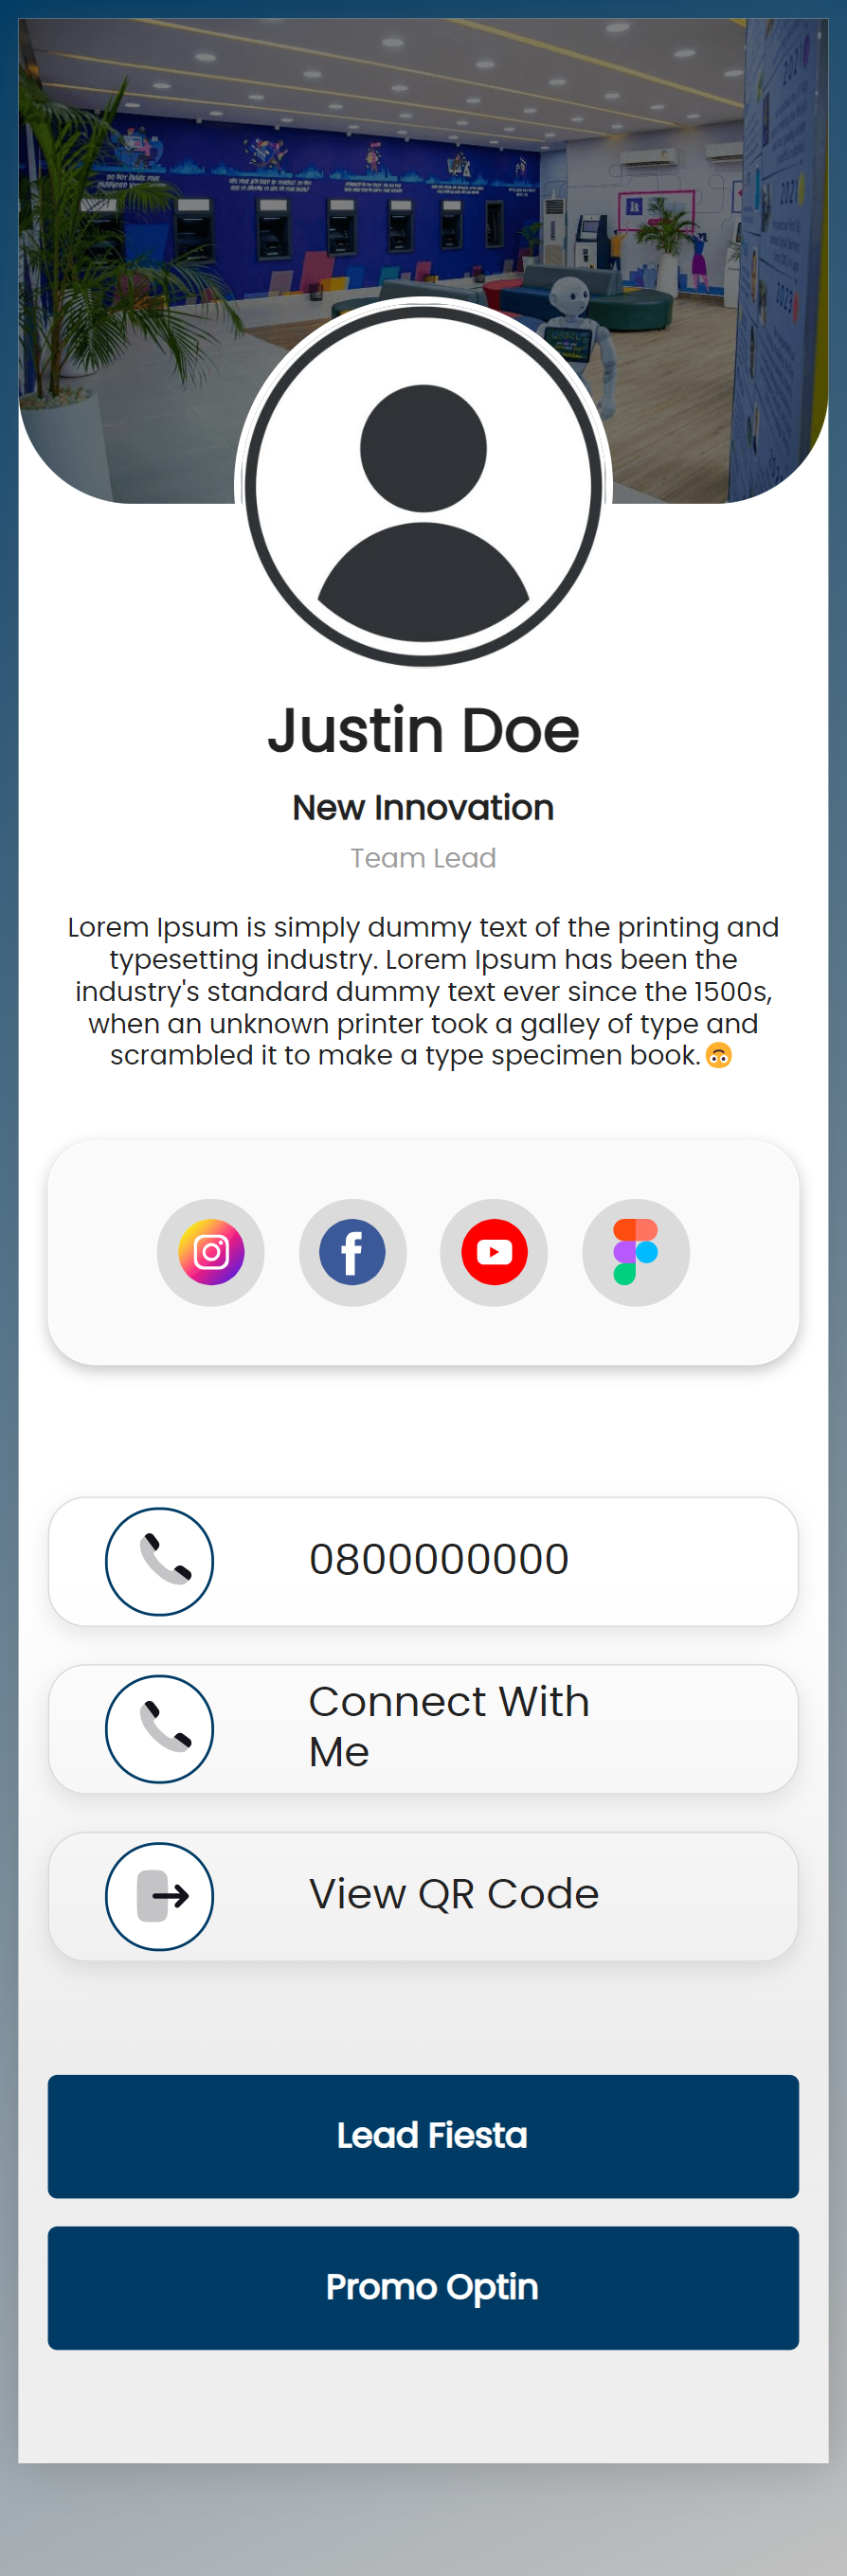 2021
2023
Justin Doe
New Innovation
Team Lead
Lorem Ipsum is simply dummy text of the printing and
typesetting industry. Lorem Ipsum has been the
industry's standard dummy text ever since the 1500s,
when an unknown printer took a galley of type and
scrambled it to make a type specimen book.🙃
0800000000
Connect With
Me
View QR Code
Lead Fiesta
Promo Optin